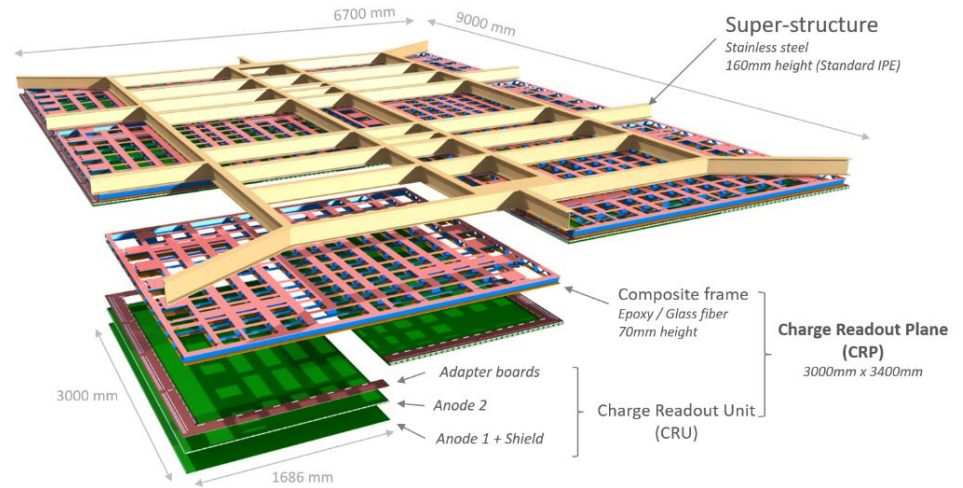 6700 mm
9000 mm
Super-structure
Stainless steel
160mm height (Standard IPE)
Composite frame
Epoxy / Glass fiber
70mm height
Charge Readout Plane
(CRP)
3000mm x 3400mm
3000 mm
Adapter boards
Anode 2
Anode 1 + Shield
Charge Readout Unit
(CRU)
1686 mm